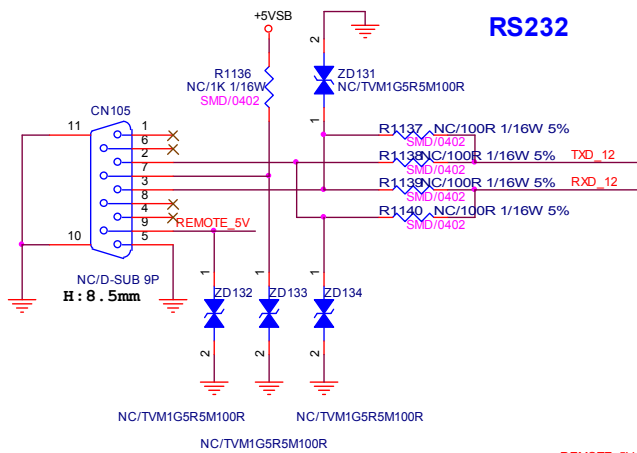 +5VSB
RS232
2
R1136
NC/1K 1/16W
SMD/0402
ZD131
NC/TVM1G5R5M100R
CN105
11
1
1
6
2
7
3
8
4
9
5
10
R1137 NC/100R 1/16W 5%
SMD/0402
R1138 NC/100R 1/16W 5%
TXD_12
SMD/0402
R1139 NC/100R 1/16W 5%
RXD_12
SMD/0402
R1140 NC/100R 1/16W 5%
SMD/0402
REMOTE_5V
NC/D-SUB 9P
H:8.5mm
1
1
1
ZD132
ZD133
ZD134
2
2
2
NC/TVM1G5R5M100R
NC/TVM1G5R5M100R
NC/TVM1G5R5M100R